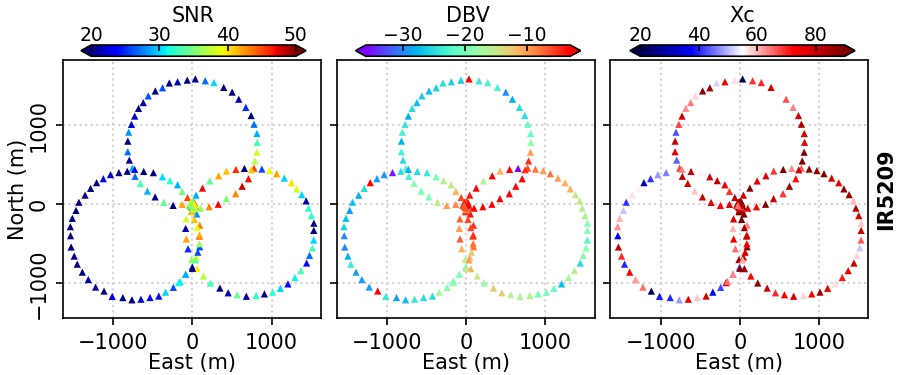 SNR DBV Xc
20 30 40 50 −30 −20 −10 20 40 60 80
North (m)
1000
0
−1000
−1000 0 1000 −1000 0 1000 −1000 0 1000
East (m) East (m) East (m)
IR5209